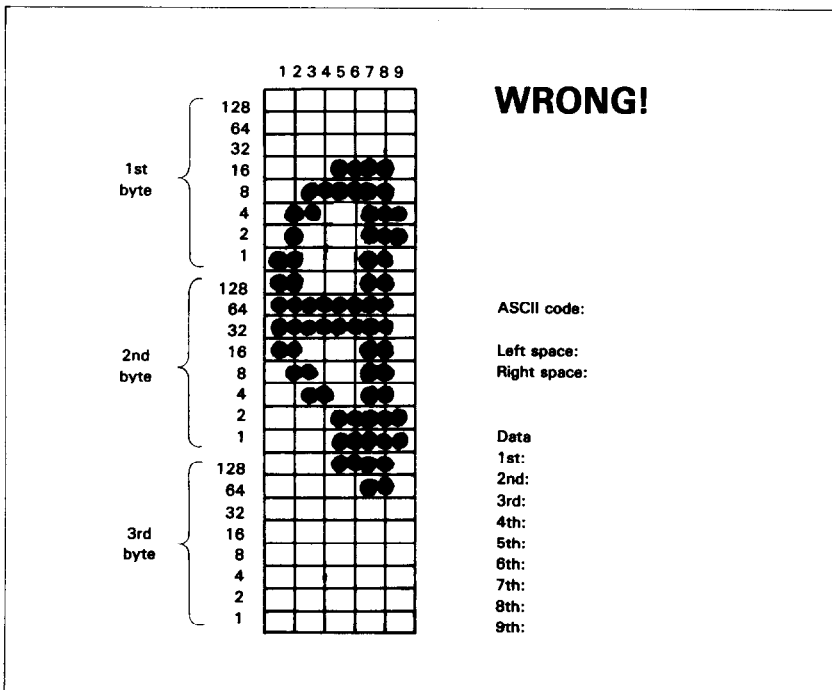 1 2 3 4 5 6 7 8 9
WRONG!
128
64
32
1st
byte
16
8
4
2
1
128
64
32
2nd
byte
16
8
4
2
1
128
64
32
3rd
byte
16
8
4
2
1
ASCII code:
Left space:
Right space:
Data
1st:
2nd:
3rd:
4th:
5th:
6th:
7th:
8th:
9th: